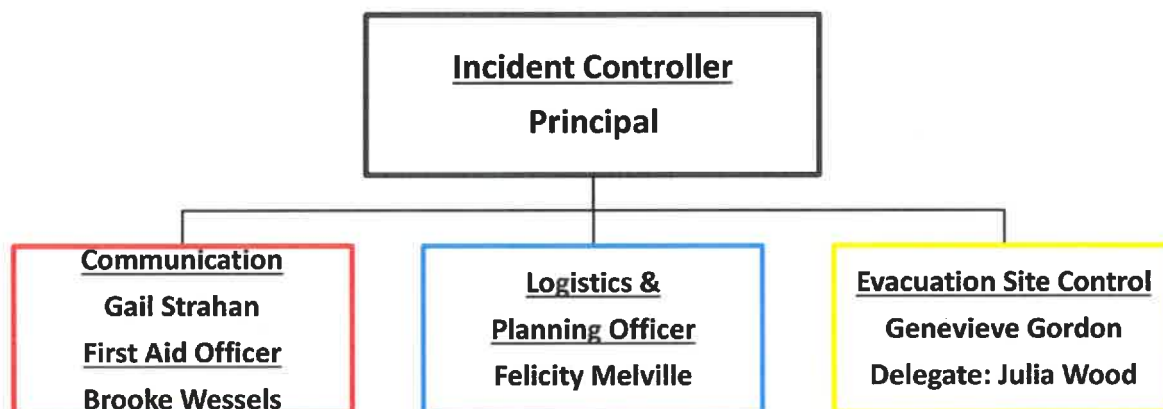 Incident Controller
Principal
Communication
Gail Strahan
First Aid Officer
Brooke Wessels
Logistics &
Planning Officer
Felicity Melville
Evacuation Site Control
Genevieve Gordon
Delegate: Julia Wood